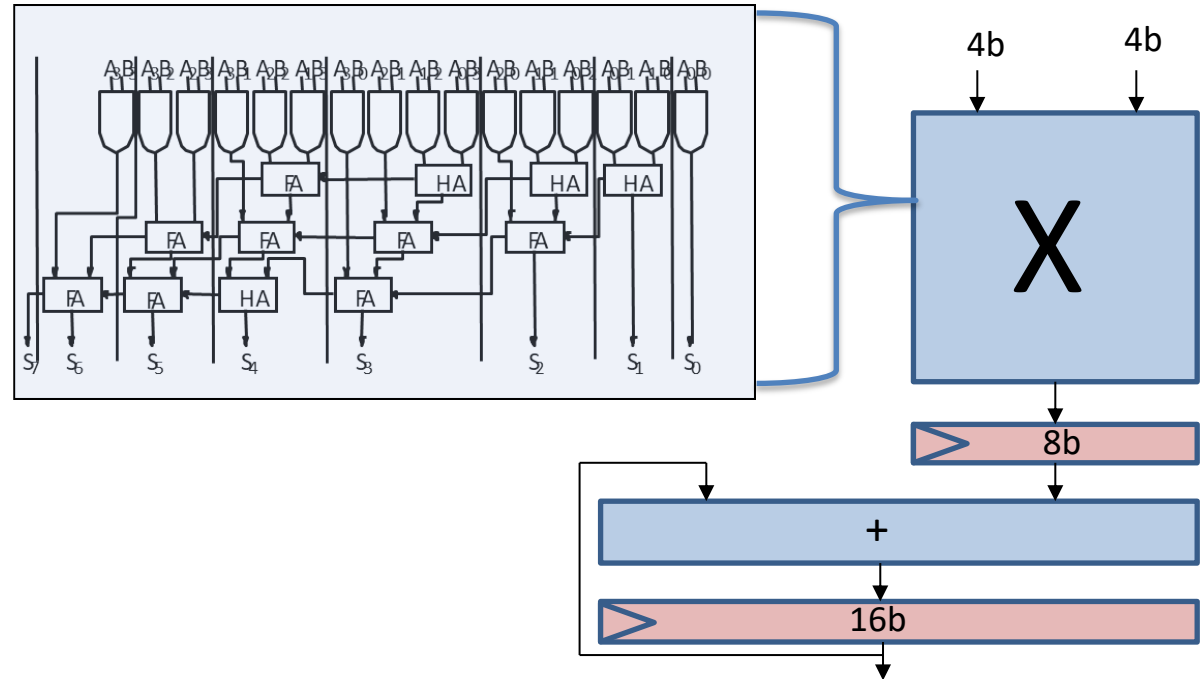 4b 4b
A3B3 A3B2 A2B3 A3B1 A2B2 A1B3 A3B0 A2B1 A1B2 A0B3 A2B0 A1B1 A0B2 A0B1 A1B0 A0B0
FA HA HA HA
FA FA FA FA
FA FA HA FA
S7 S6 S5 S4 S3 S2 S1 S0
X
8b
+
16b